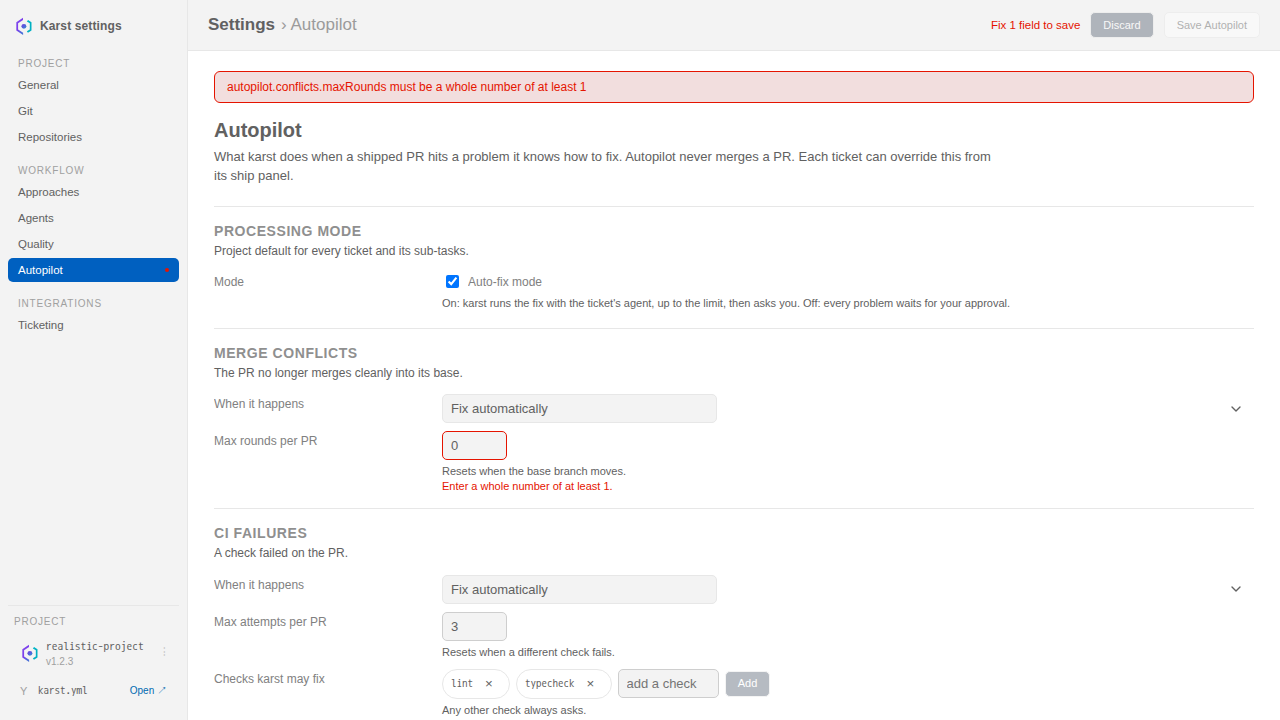 Karst settings
Settings › Autopilot
Fix 1 field to save
Discard
Save Autopilot
PROJECT
General
Git
Repositories
WORKFLOW
Approaches
Agents
Quality
Autopilot
INTEGRATIONS
Ticketing
PROJECT
realistic-project
v1.2.3
karst.yml
Open ↗
autopilot.conflicts.maxRounds must be a whole number of at least 1
Autopilot
What karst does when a shipped PR hits a problem it knows how to fix. Autopilot never merges a PR. Each ticket can override this from
its ship panel.
PROCESSING MODE
Project default for every ticket and its sub-tasks.
Mode
Auto-fix mode
On: karst runs the fix with the ticket's agent, up to the limit, then asks you. Off: every problem waits for your approval.
MERGE CONFLICTS
The PR no longer merges cleanly into its base.
When it happens
Fix automatically
Max rounds per PR
0
Resets when the base branch moves.
Enter a whole number of at least 1.
CI FAILURES
A check failed on the PR.
When it happens
Fix automatically
Max attempts per PR
3
Resets when a different check fails.
Checks karst may fix
lint ×
typecheck ×
add a check
Add
Any other check always asks.